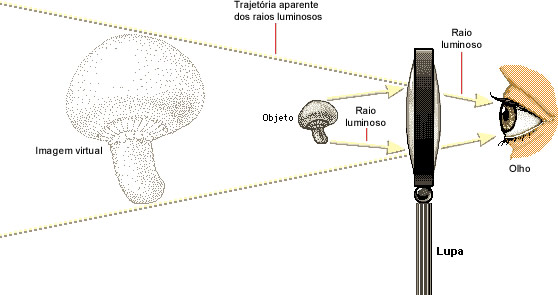 Trajetória aparente
dos raios luminosos
Raio
luminoso
Objeto
Raio
luminoso
Imagem virtual
Olho
Lupa